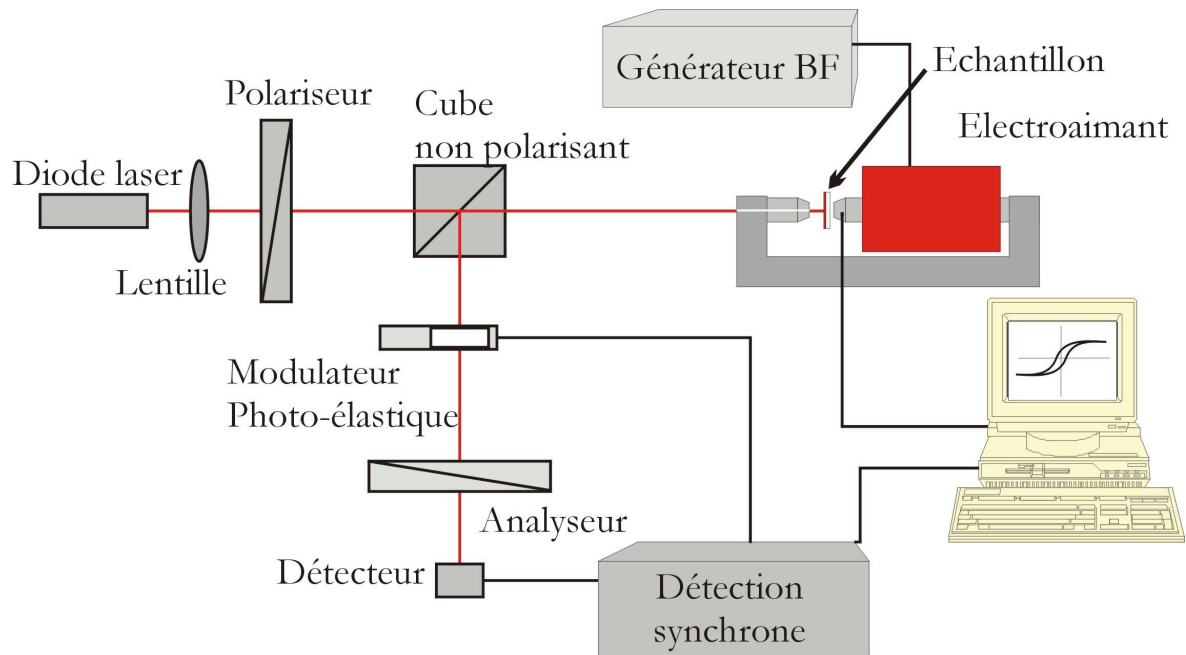 Générateur BF
Echantillon
Polariseur
Cube
non polarisant
Electroaimant
Diode laser
Lentille
Modulateur
Photo-élastique
Analyseur
Détecteur
Détection
synchrone